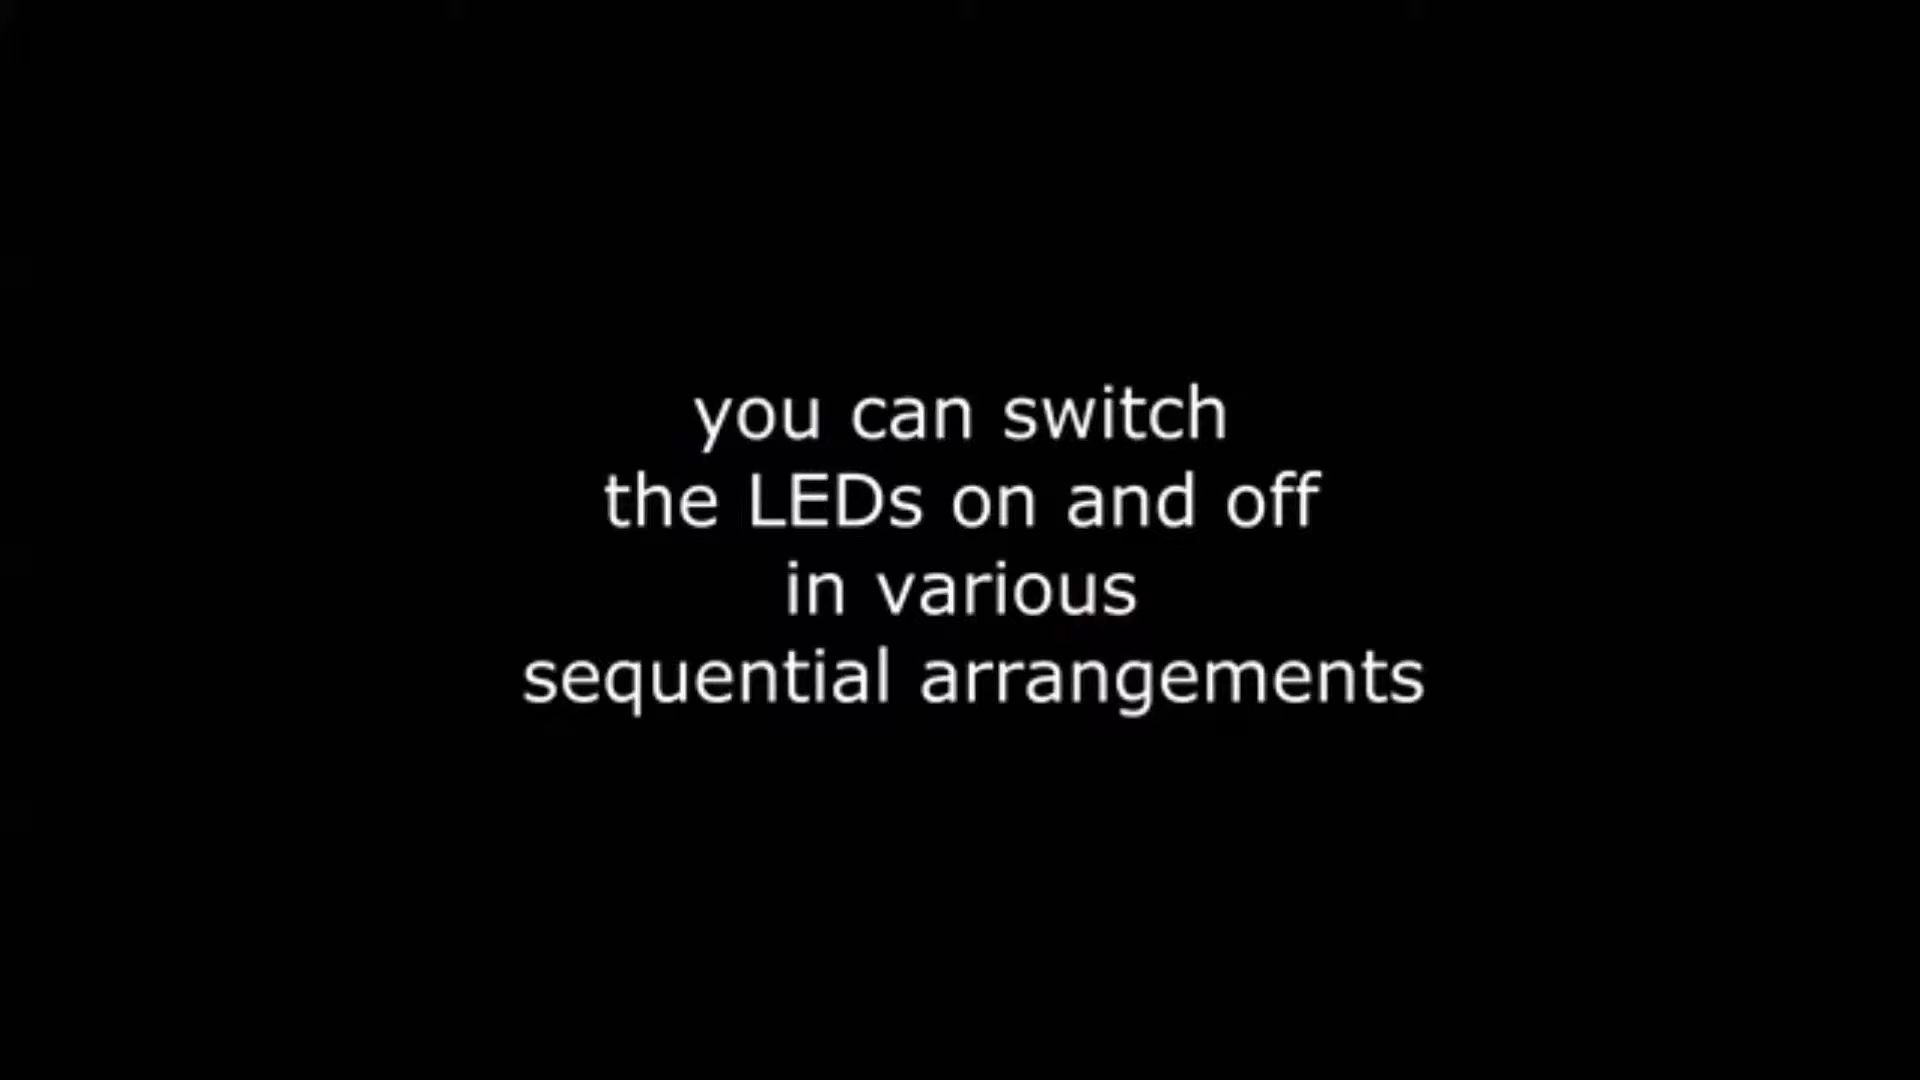 you can switch
the LEDs on and off
in various
sequential arrangements